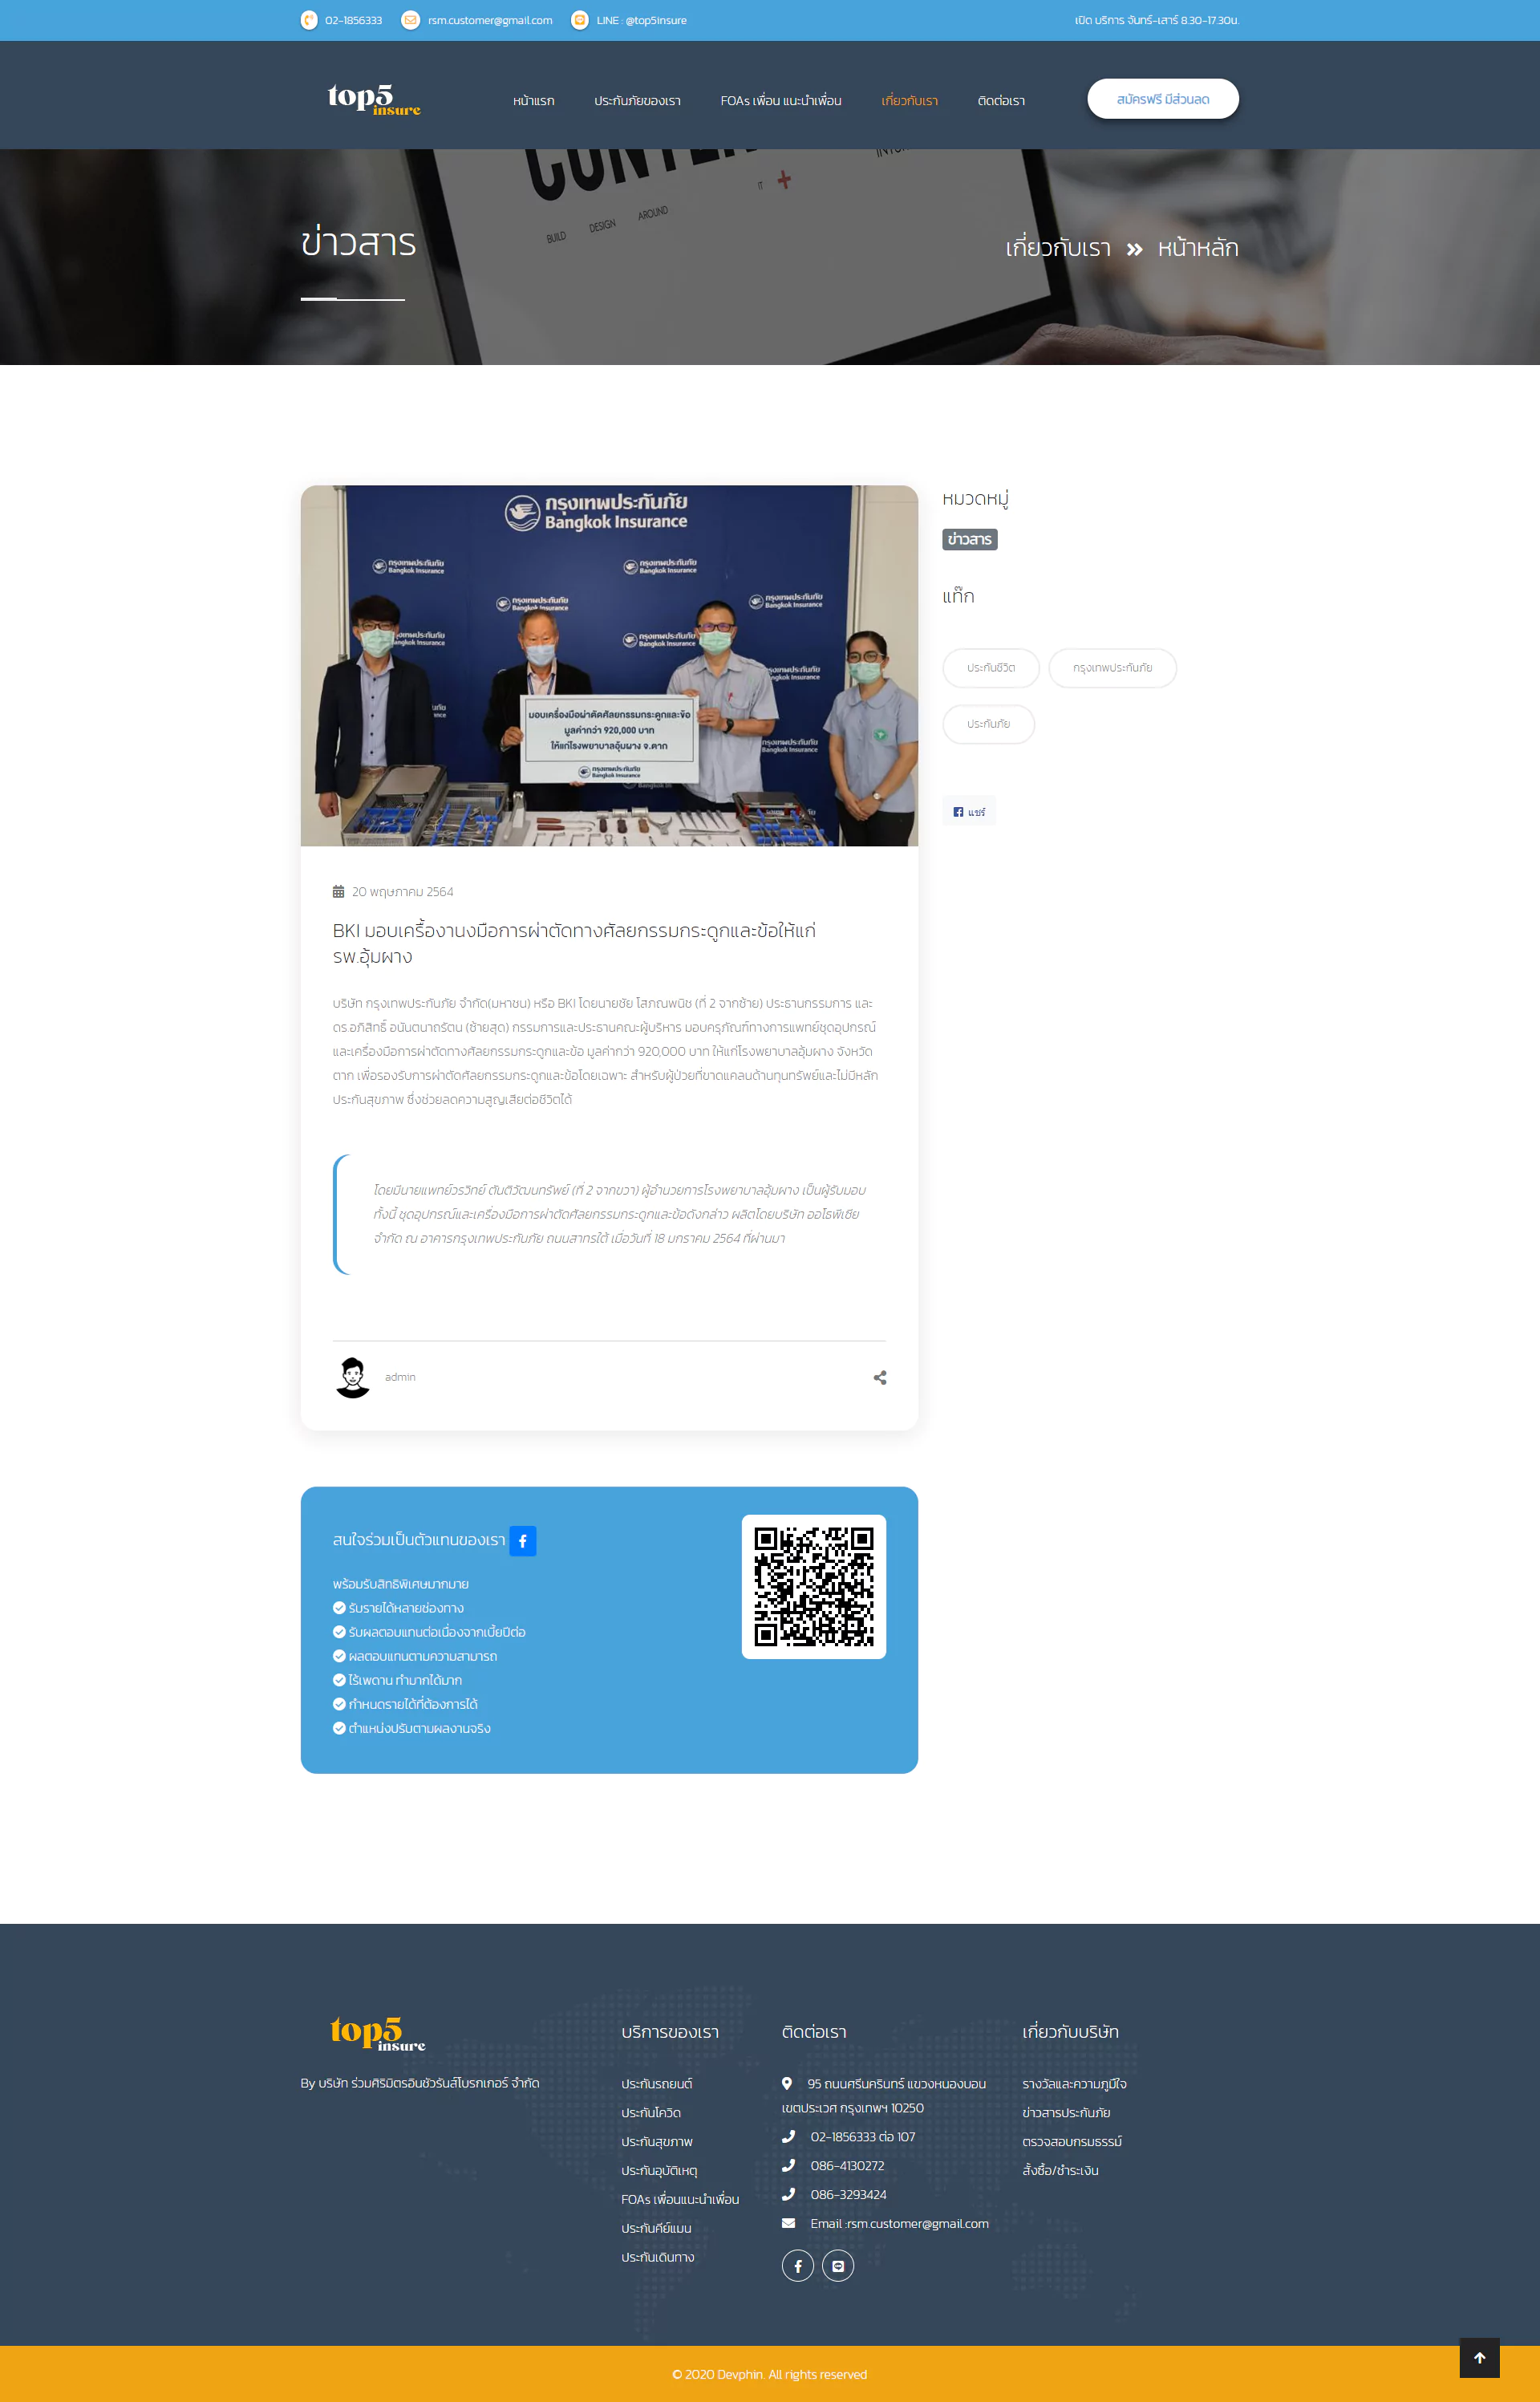 02-1856333 rsm.customer@gmail.com LINE : @top5insure เปิด บริการ จันทร์-เสาร์ 8.30-17.30น.
top5 insure
หน้าแรก ประกันภัยของเรา FOAs เพื่อน แนะนำเพื่อน เกี่ยวกับเรา ติดต่อเรา สมัครฟรี มีส่วนลด
BUILD DESIGN AROUND IT
ข่าวสาร
เกี่ยวกับเรา » หน้าหลัก
กรุงเทพประกันภัย
Bangkok Insurance
มอบเครื่องมือผ่าตัดศัลยกรรมกระดูกและข้อ
มูลค่ากว่า 920,000 บาท
ให้แก่โรงพยาบาลอุ้มผาง จ.ตาก
กรุงเทพประกันภัย
Bangkok Insurance
หมวดหมู่
ข่าวสาร
แท๊ก
ประกันชีวิต กรุงเทพประกันภัย
ประกันภัย
แชร์
20 พฤษภาคม 2564
BKI มอบเครื้องานงมือการผ่าตัดทางศัลยกรรมกระดูกและข้อให้แก่
รพ.อุ้มผาง
บริษัท กรุงเทพประกันภัย จำกัด(มหาชน) หรือ BKI โดยนายชัย โสภณพนิช (ที่ 2 จากซ้าย) ประธานกรรมการ และ
ดร.อภิสิทธิ์ อนันตนาถรัตน (ซ้ายสุด) กรรมการและประธานคณะผู้บริหาร มอบครุภัณฑ์ทางการแพทย์ชุดอุปกรณ์
และเครื่องมือการผ่าตัดทางศัลยกรรมกระดูกและข้อ มูลค่ากว่า 920,000 บาท ให้แก่โรงพยาบาลอุ้มผาง จังหวัด
ตาก เพื่อรองรับการผ่าตัดศัลยกรรมกระดูกและข้อโดยเฉพาะ สำหรับผู้ป่วยที่ขาดแคลนด้านทุนทรัพย์และไม่มีหลัก
ประกันสุขภาพ ซึ่งช่วยลดความสูญเสียต่อชีวิตได้
โดยมีนายแพทย์วรวิทย์ ตันติวัฒนทรัพย์ (ที่ 2 จากขวา) ผู้อำนวยการโรงพยาบาลอุ้มผาง เป็นผู้รับมอบ
ทั้งนี้ ชุดอุปกรณ์และเครื่องมือการผ่าตัดศัลยกรรมกระดูกและข้อดังกล่าว ผลิตโดยบริษัท ออโธพีเซีย
จำกัด ณ อาคารกรุงเทพประกันภัย ถนนสาทรใต้ เมื่อวันที่ 18 มกราคม 2564 ที่ผ่านมา
admin
สนใจร่วมเป็นตัวแทนของเรา
พร้อมรับสิทธิพิเศษมากมาย
รับรายได้หลายช่องทาง
รับผลตอบแทนต่อเนื่องจากเบี้ยปีต่อ
ผลตอบแทนตามความสามารถ
ไร้เพดาน ทำมากได้มาก
กำหนดรายได้ที่ต้องการได้
ตำแหน่งปรับตามผลงานจริง
top5 insure
By บริษัท ร่วมศิริมิตรอินชัวรันส์โบรกเกอร์ จำกัด
บริการของเรา
ประกันรถยนต์
ประกันโควิด
ประกันสุขภาพ
ประกันอุบัติเหตุ
FOAs เพื่อนแนะนำเพื่อน
ประกันคีย์แมน
ประกันเดินทาง
ติดต่อเรา
95 ถนนศรีนครินทร์ แขวงหนองบอน
เขตประเวศ กรุงเทพฯ 10250
02-1856333 ต่อ 107
086-4130272
086-3293424
Email :rsm.customer@gmail.com
เกี่ยวกับบริษัท
รางวัลและความภูมีใจ
ข่าวสารประกันภัย
ตรวจสอบกรมธรรม์
สั่งซื้อ/ชำระเงิน
© 2020 Devphin. All rights reserved